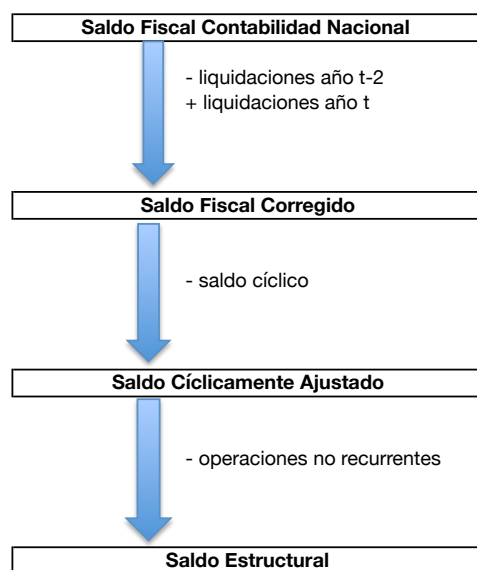 Saldo Fiscal Contabilidad Nacional
- liquidaciones año t-2
+ liquidaciones año t
Saldo Fiscal Corregido
- saldo cíclico
Saldo Cíclicamente Ajustado
- operaciones no recurrentes
Saldo Estructural